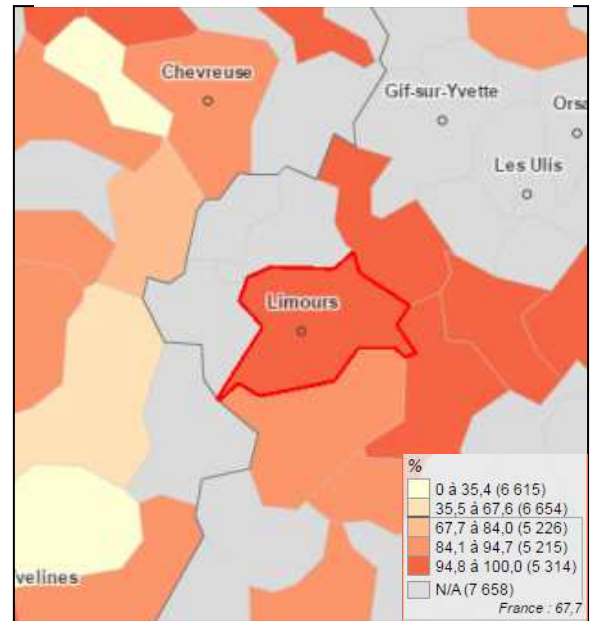 Chevreuse
Gif-sur-Yvette
Orsa
Les Ulis
Limours
%
0 à 35,4 (6 615)
35,5 à 67,6 (6 654)
67,7 à 84,0 (5 226)
84,1 à 94,7 (5 215)
94,8 à 100,0 (5 314)
N/A (7 658)
France : 67,7
velines